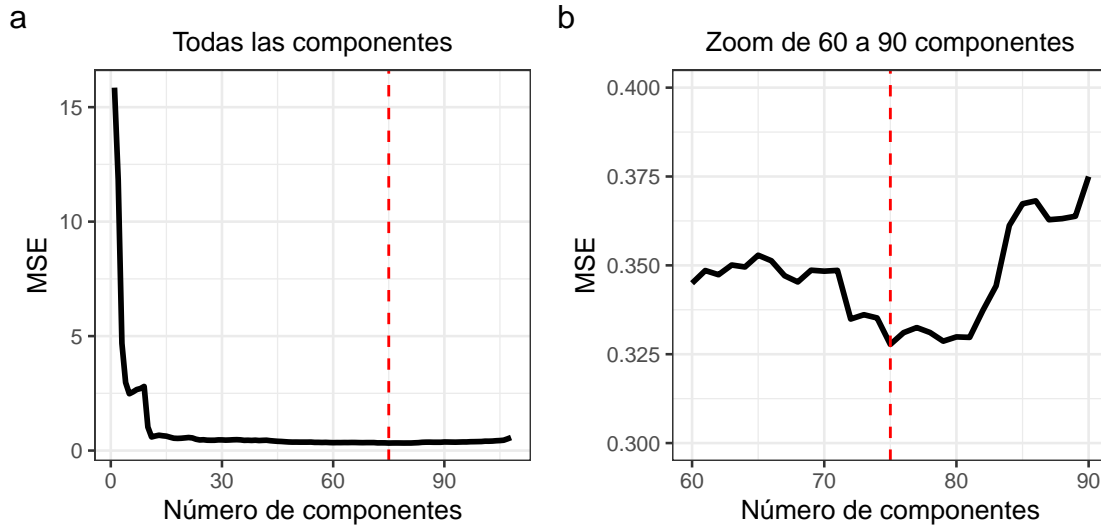 a
Todas las componentes
MSE
15
10
5
0
0 30 60 90
Número de componentes
b
Zoom de 60 a 90 componentes
MSE
0.400
0.375
0.350
0.325
0.300
60 70 80 90
Número de componentes